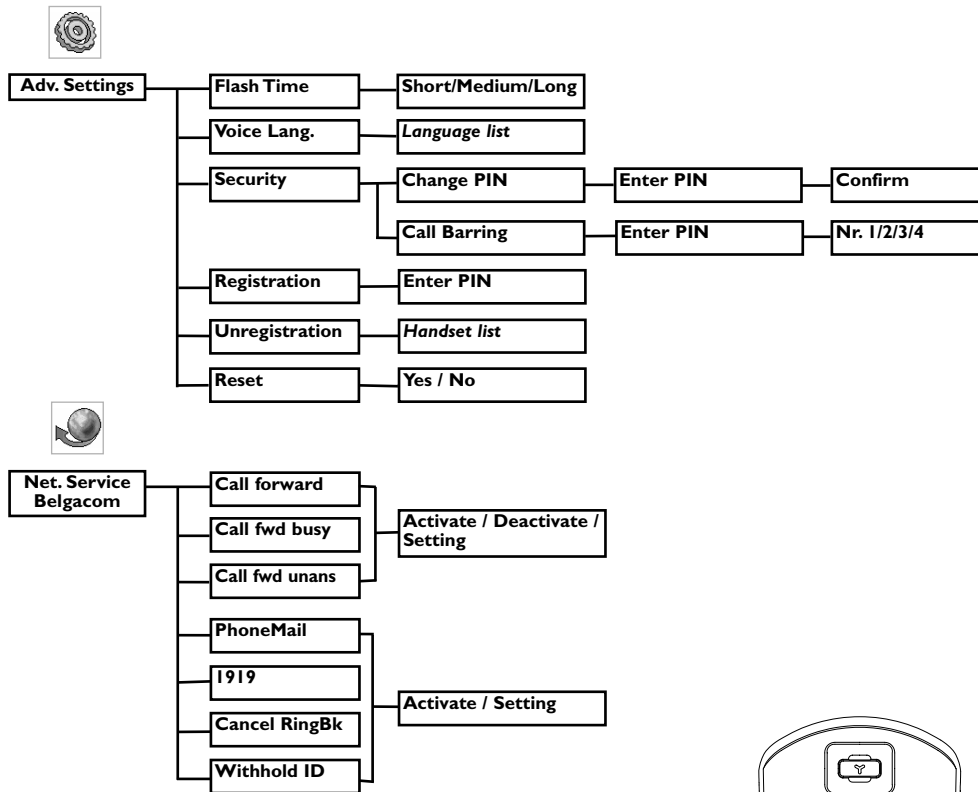 Adv. Settings
Flash Time
Short/Medium/Long
Voice Lang.
Language list
Security
Change PIN
Enter PIN
Confirm
Call Barring
Enter PIN
Nr. 1/2/3/4
Registration
Enter PIN
Unregistration
Handset list
Reset
Yes / No
Net. Service
Belgacom
Call forward
Call fwd busy
Call fwd unans
Activate / Deactivate /
Setting
PhoneMail
1919
Cancel RingBk
Withhold ID
Activate / Setting